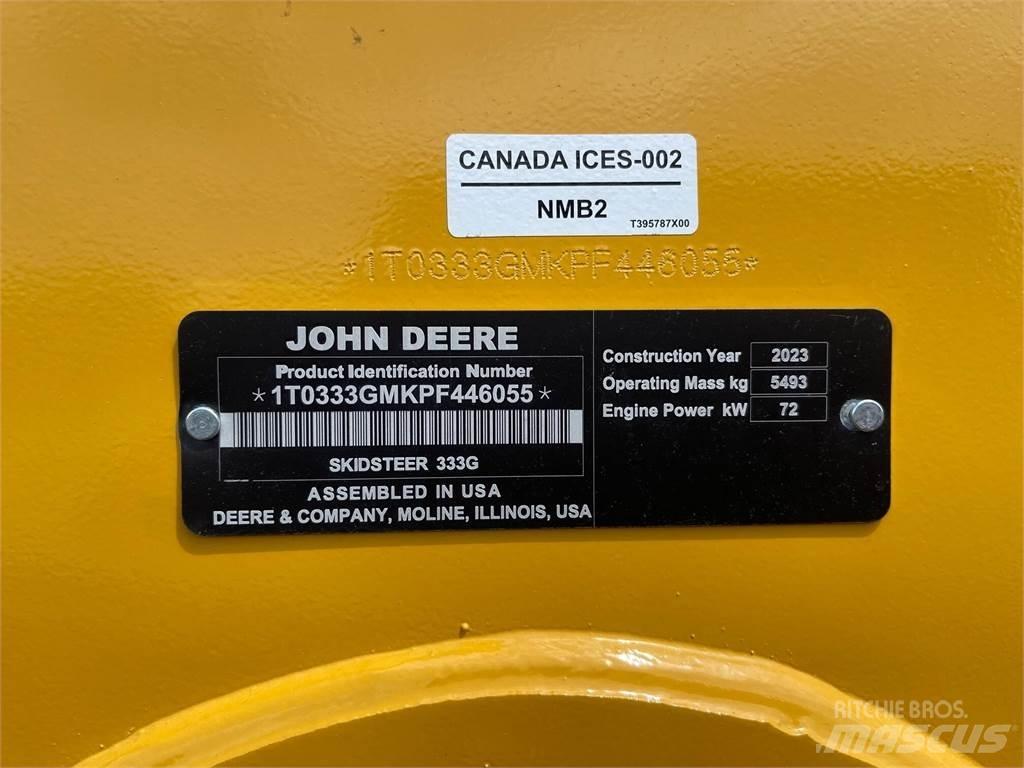 CANADA ICES-002
NMB2
T395787X00
*1T0333GMKPF446055*
JOHN DEERE
Product Identification Number
*1T0333GMKPF446055*
SKIDSTEER 333G
ASSEMBLED IN USA
DEERE & COMPANY, MOLINE, ILLINOIS, USA
Construction Year 2023
Operating Mass kg 5493
Engine Power kW 72
RITCHIE BROS.
MASCUS